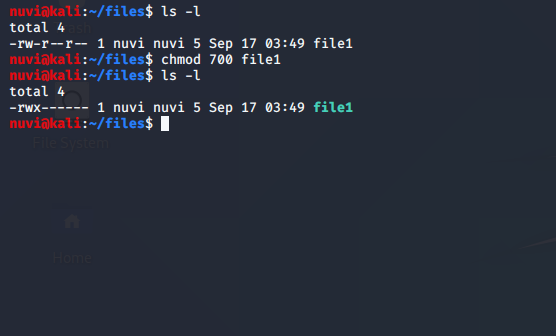 nuvi@kali:~/files$ ls -l
total 4
-rw-r--r-- 1 nuvi nuvi 5 Sep 17 03:49 file1
nuvi@kali:~/files$ chmod 700 file1
nuvi@kali:~/files$ ls -l
total 4
-rwx------ 1 nuvi nuvi 5 Sep 17 03:49 file1
nuvi@kali:~/files$
File System
Home